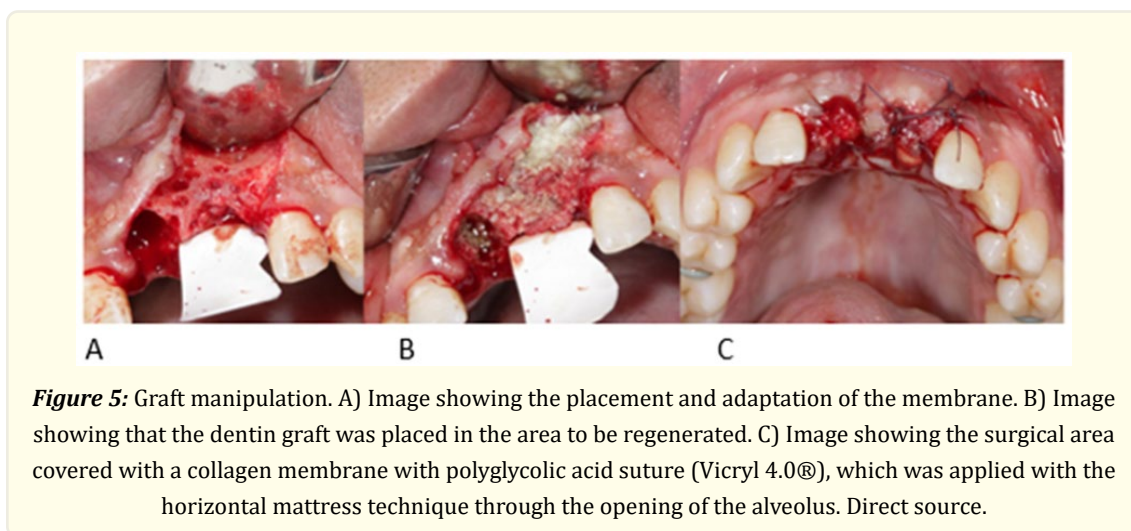 A B C
Figure 5: Graft manipulation. A) Image showing the placement and adaptation of the membrane. B) Image
showing that the dentin graft was placed in the area to be regenerated. C) Image showing the surgical area
covered with a collagen membrane with polyglycolic acid suture (Vicryl 4.0®), which was applied with the
horizontal mattress technique through the opening of the alveolus. Direct source.